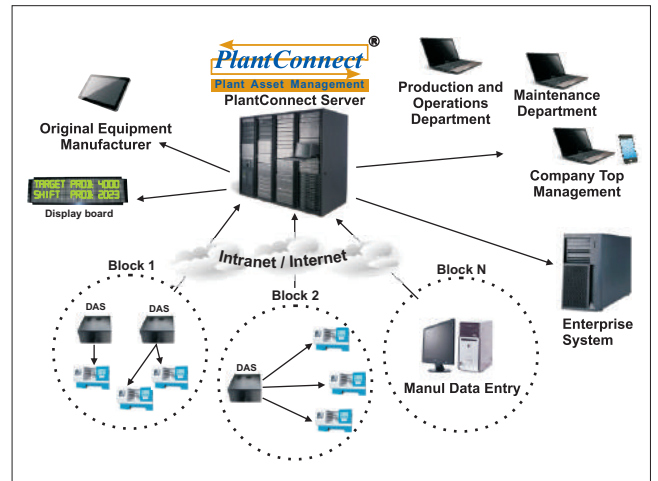 PlantConnect®
Plant Asset Management
PlantConnect Server
Original Equipment
Manufacturer
TARGET PROD: 4000
SHIFT PROD: 2023
Display board
Production and
Operations
Department
Maintenance
Department
Company Top
Management
Enterprise
System
Intranet / Internet
Block 1
DAS
DAS
Block 2
DAS
Block N
Manul Data Entry